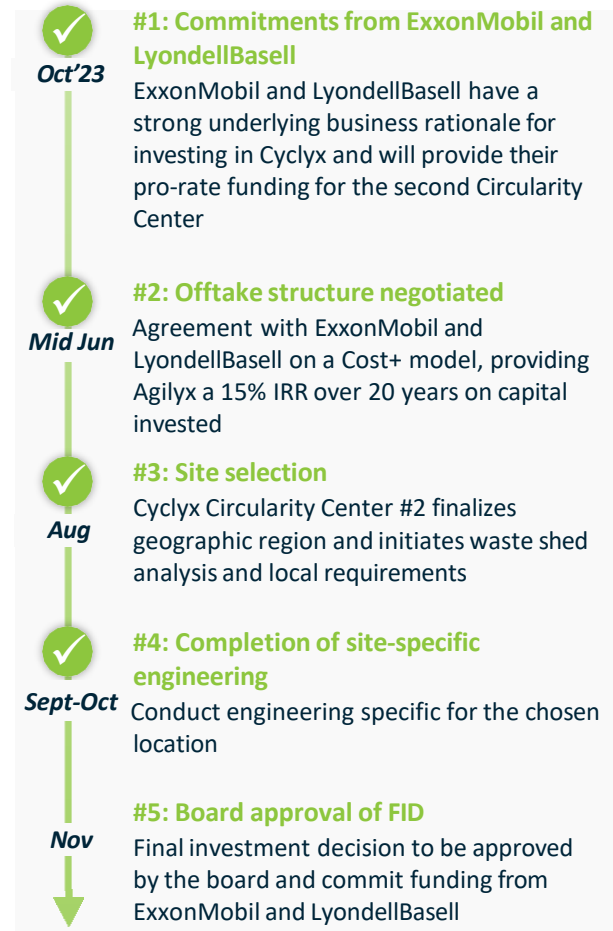 #1: Commitments from ExxonMobil and
LyondellBasell
Oct’23
ExxonMobil and LyondellBasell have a
strong underlying business rationale for
investing in Cyclyx and will provide their
pro-rate funding for the second Circularity
Center
#2: Offtake structure negotiated
Mid Jun
Agreement with ExxonMobil and
LyondellBasell on a Cost+ model, providing
Agilyx a 15% IRR over 20 years on capital
invested
#3: Site selection
Aug
Cyclyx Circularity Center #2 finalizes
geographic region and initiates waste shed
analysis and local requirements
#4: Completion of site-specific
engineering
Sept-Oct
Conduct engineering specific for the chosen
location
#5: Board approval of FID
Nov
Final investment decision to be approved
by the board and commit funding from
ExxonMobil and LyondellBasell